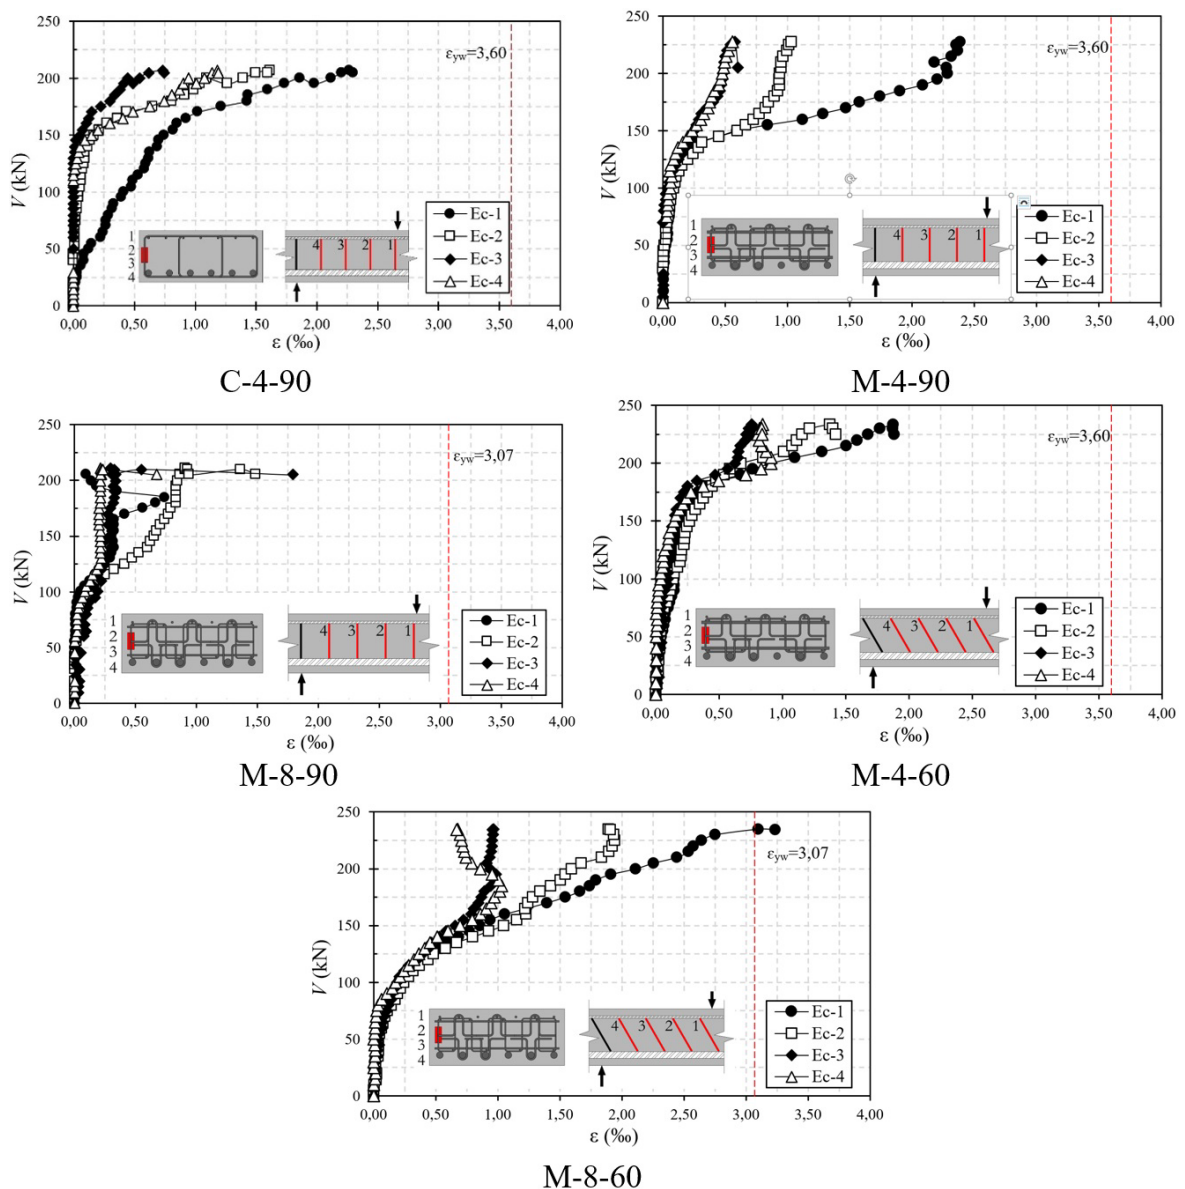 250
200
150
100
50
0
V (kN)
0,00 0,50 1,00 1,50 2,00 2,50 3,00 3,50 4,00
ε (‰)
εyw=3,60
1
2
3
4
4 3 2 1
Ec-1
Ec-2
Ec-3
Ec-4
C-4-90
250
200
150
100
50
0
V (kN)
0,00 0,50 1,00 1,50 2,00 2,50 3,00 3,50 4,00
ε (‰)
εyw=3,60
1
2
3
4
4 3 2 1
Ec-1
Ec-2
Ec-3
Ec-4
M-4-90
250
200
150
100
50
0
V (kN)
0,00 0,50 1,00 1,50 2,00 2,50 3,00 3,50 4,00
ε (‰)
εyw=3,07
1
2
3
4
4 3 2 1
Ec-1
Ec-2
Ec-3
Ec-4
M-8-90
250
200
150
100
50
0
V (kN)
0,00 0,50 1,00 1,50 2,00 2,50 3,00 3,50 4,00
ε (‰)
εyw=3,60
1
2
3
4
4 3 2 1
Ec-1
Ec-2
Ec-3
Ec-4
M-4-60
250
200
150
100
50
0
V (kN)
0,00 0,50 1,00 1,50 2,00 2,50 3,00 3,50 4,00
ε (‰)
εyw=3,07
1
2
3
4
4 3 2 1
Ec-1
Ec-2
Ec-3
Ec-4
M-8-60